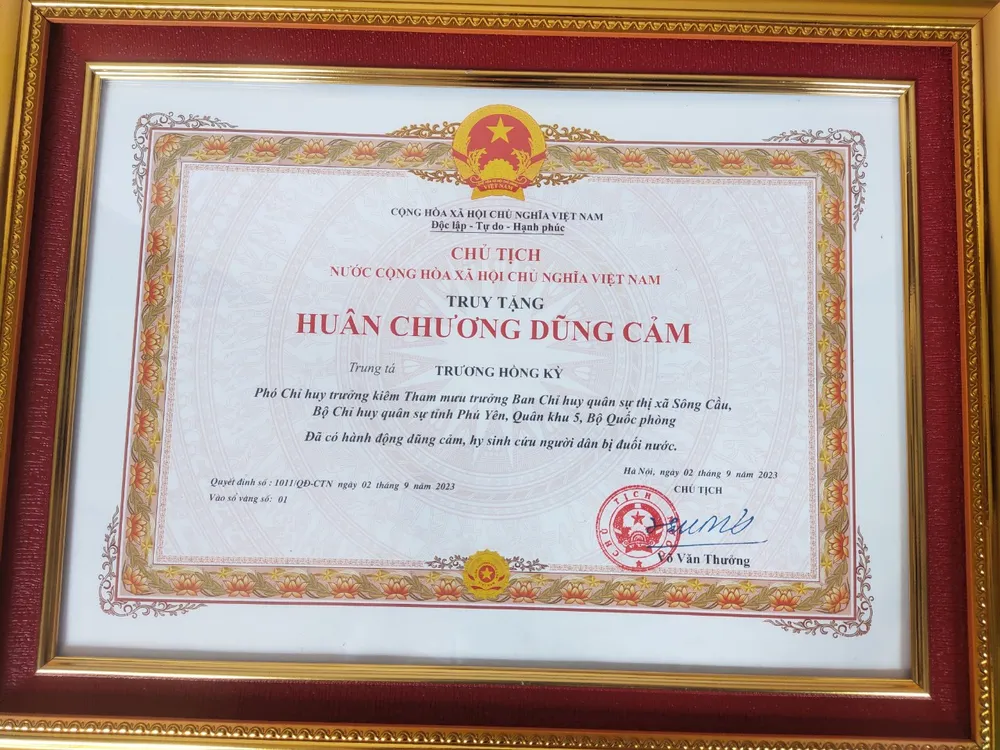 VIỆT NAM
CỘNG HÒA XÃ HỘI CHỦ NGHĨA VIỆT NAM
Độc lập - Tự do - Hạnh phúc
CHỦ TỊCH
NƯỚC CỘNG HÒA XÃ HỘI CHỦ NGHĨA VIỆT NAM
TRUY TẶNG
HUÂN CHƯƠNG DŨNG CẢM
Trung tá TRƯƠNG HỒNG KỲ
Phó Chỉ huy trưởng kiêm Tham mưu trưởng Ban Chỉ huy quân sự thị xã Sông Cầu,
Bộ Chỉ huy quân sự tỉnh Phú Yên, Quân khu 5, Bộ Quốc phòng
Đã có hành động dũng cảm, hy sinh cứu người dân bị đuối nước.
Quyết định số : 1011/QĐ-CTN ngày 02 tháng 9 năm 2023
Vào sổ vàng số: 01
Hà Nội, ngày 02 tháng 9 năm 2023
CHỦ TỊCH
Võ Văn Thưởng